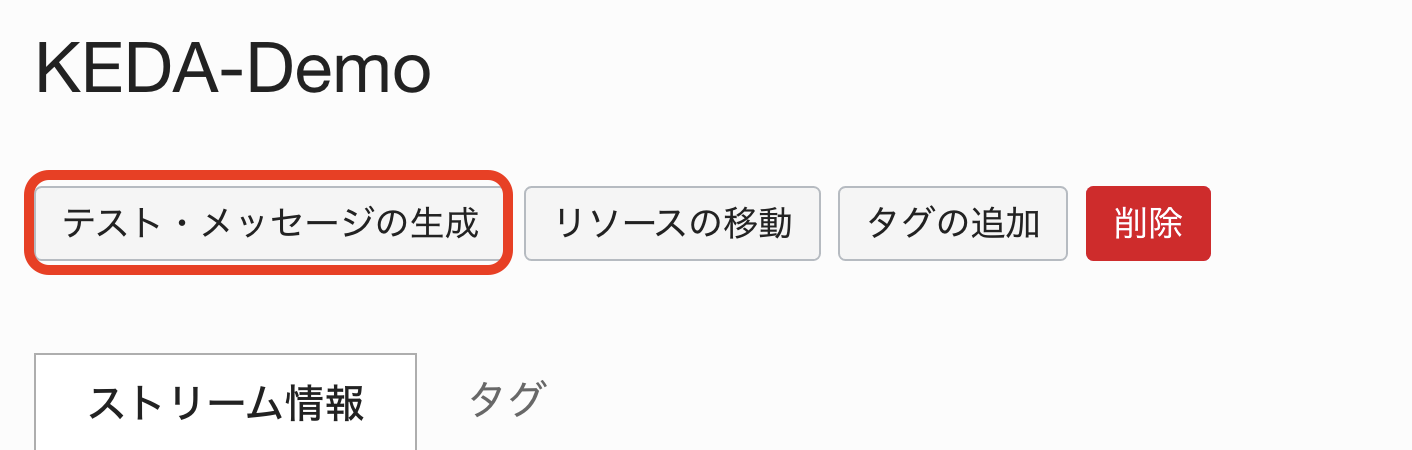 KEDA-Demo
テスト・メッセージの生成 リソースの移動 タグの追加 削除
ストリーム情報 タグ